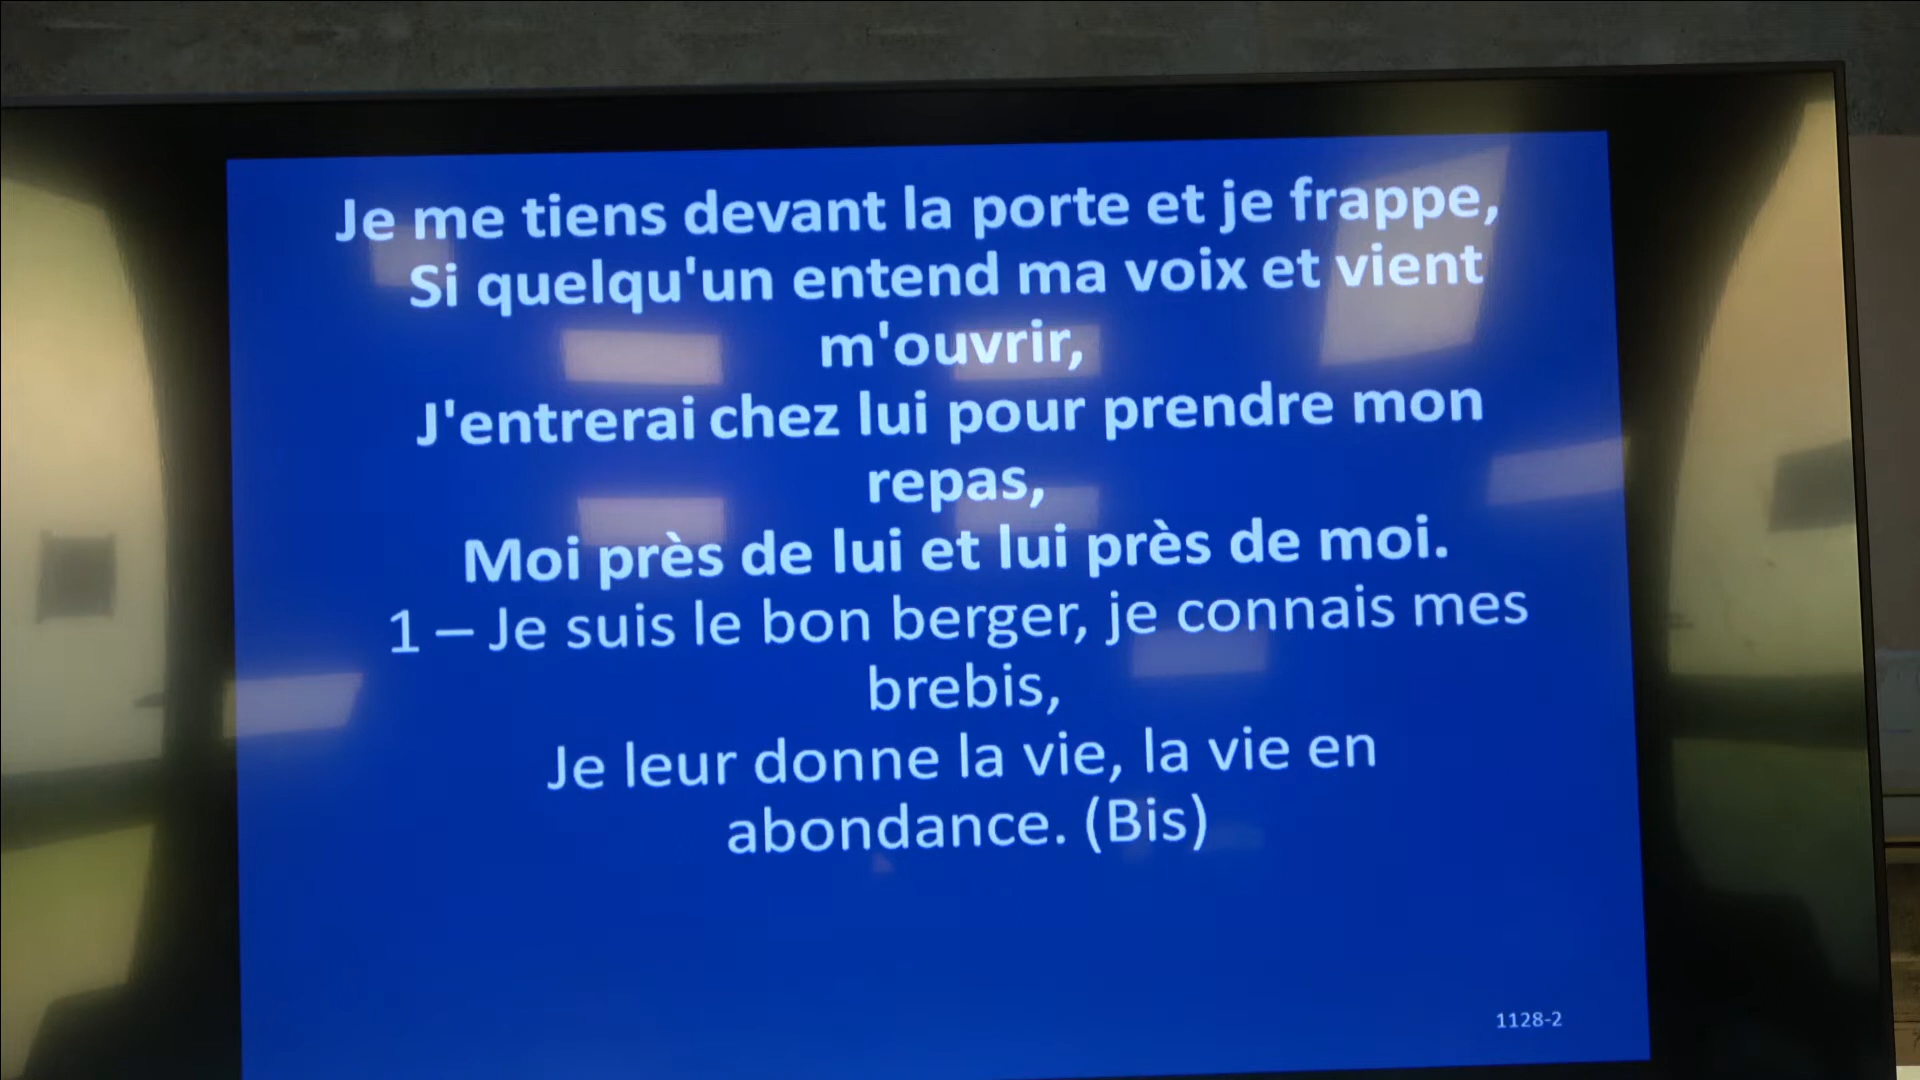 Je me tiens devant la porte et je frappe,
Si quelqu'un entend ma voix et vient
m'ouvrir,
J'entrerai chez lui pour prendre mon
repas,
Moi près de lui et lui près de moi.
1 – Je suis le bon berger, je connais mes
brebis,
Je leur donne la vie, la vie en
abondance. (Bis)
1128-2